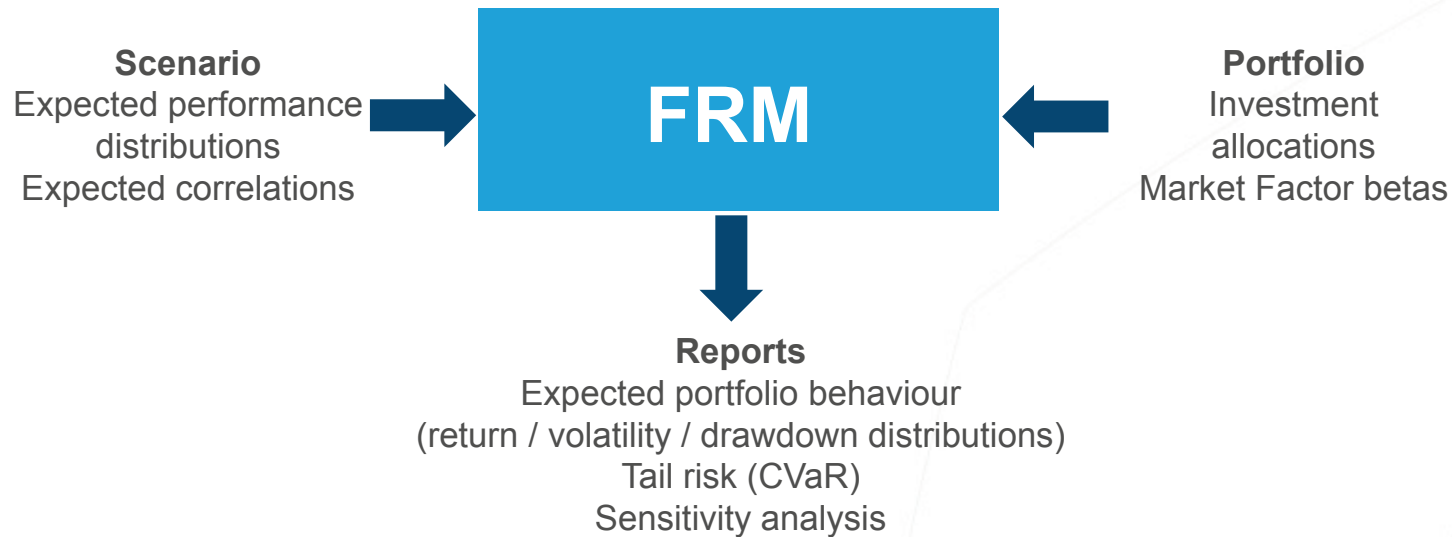 Scenario
Expected performance
distributions
Expected correlations
FRM
Portfolio
Investment
allocations
Market Factor betas
Reports
Expected portfolio behaviour
(return / volatility / drawdown distributions)
Tail risk (CVaR)
Sensitivity analysis